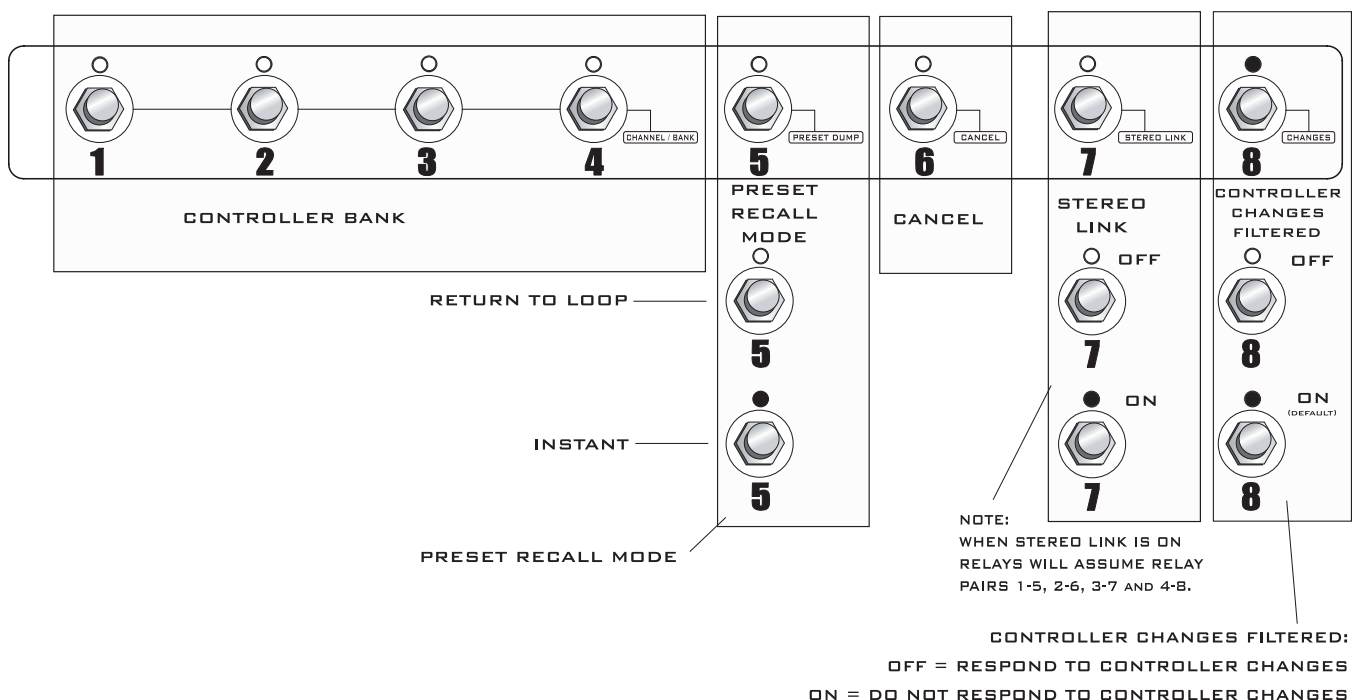 CHANNEL / BANK
PRESET DUMP
CANCEL
STEREO LINK
CHANGES
1
2
3
4
5
6
7
8
CONTROLLER BANK
PRESET
RECALL
MODE
CANCEL
STEREO
LINK
CONTROLLER
CHANGES
FILTERED
OFF
OFF
RETURN TO LOOP
5
7
8
ON
ON
(DEFAULT)
INSTANT
5
7
8
PRESET RECALL MODE
NOTE:
WHEN STEREO LINK IS ON
RELAYS WILL ASSUME RELAY
PAIRS 1-5, 2-6, 3-7 AND 4-8.
CONTROLLER CHANGES FILTERED:
OFF = RESPOND TO CONTROLLER CHANGES
ON = DO NOT RESPOND TO CONTROLLER CHANGES